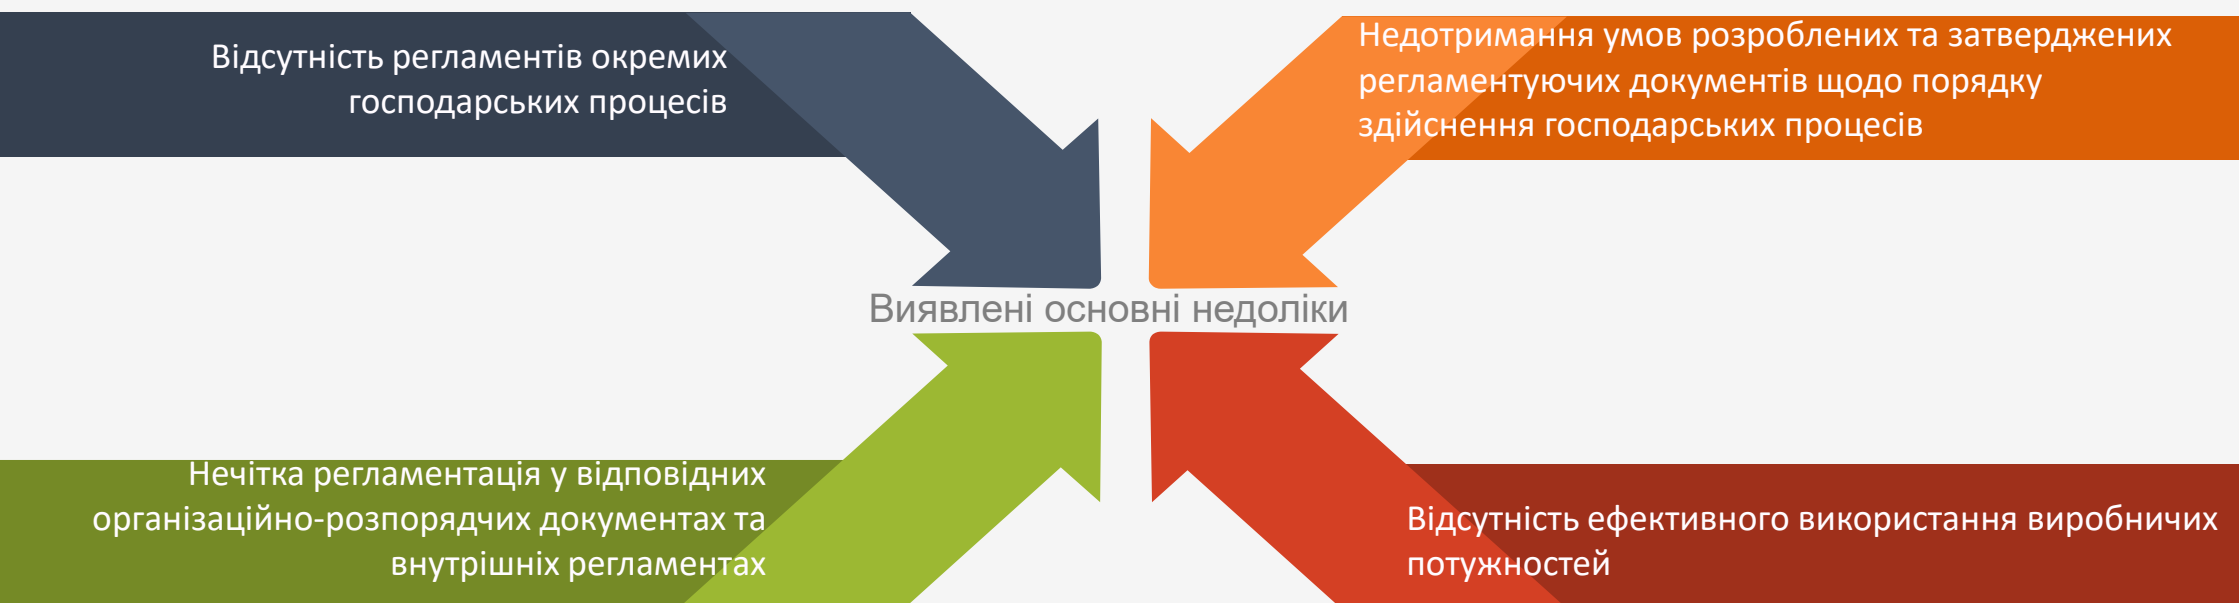 Відсутність регламентів окремих
господарських процесів
Недотримання умов розроблених та затверджених
регламентуючих документів щодо порядку
здійснення господарських процесів
Виявлені основні недоліки
Нечітка регламентація у відповідних
організаційно-розпорядчих документах та
внутрішніх регламентах
Відсутність ефективного використання виробничих
потужностей